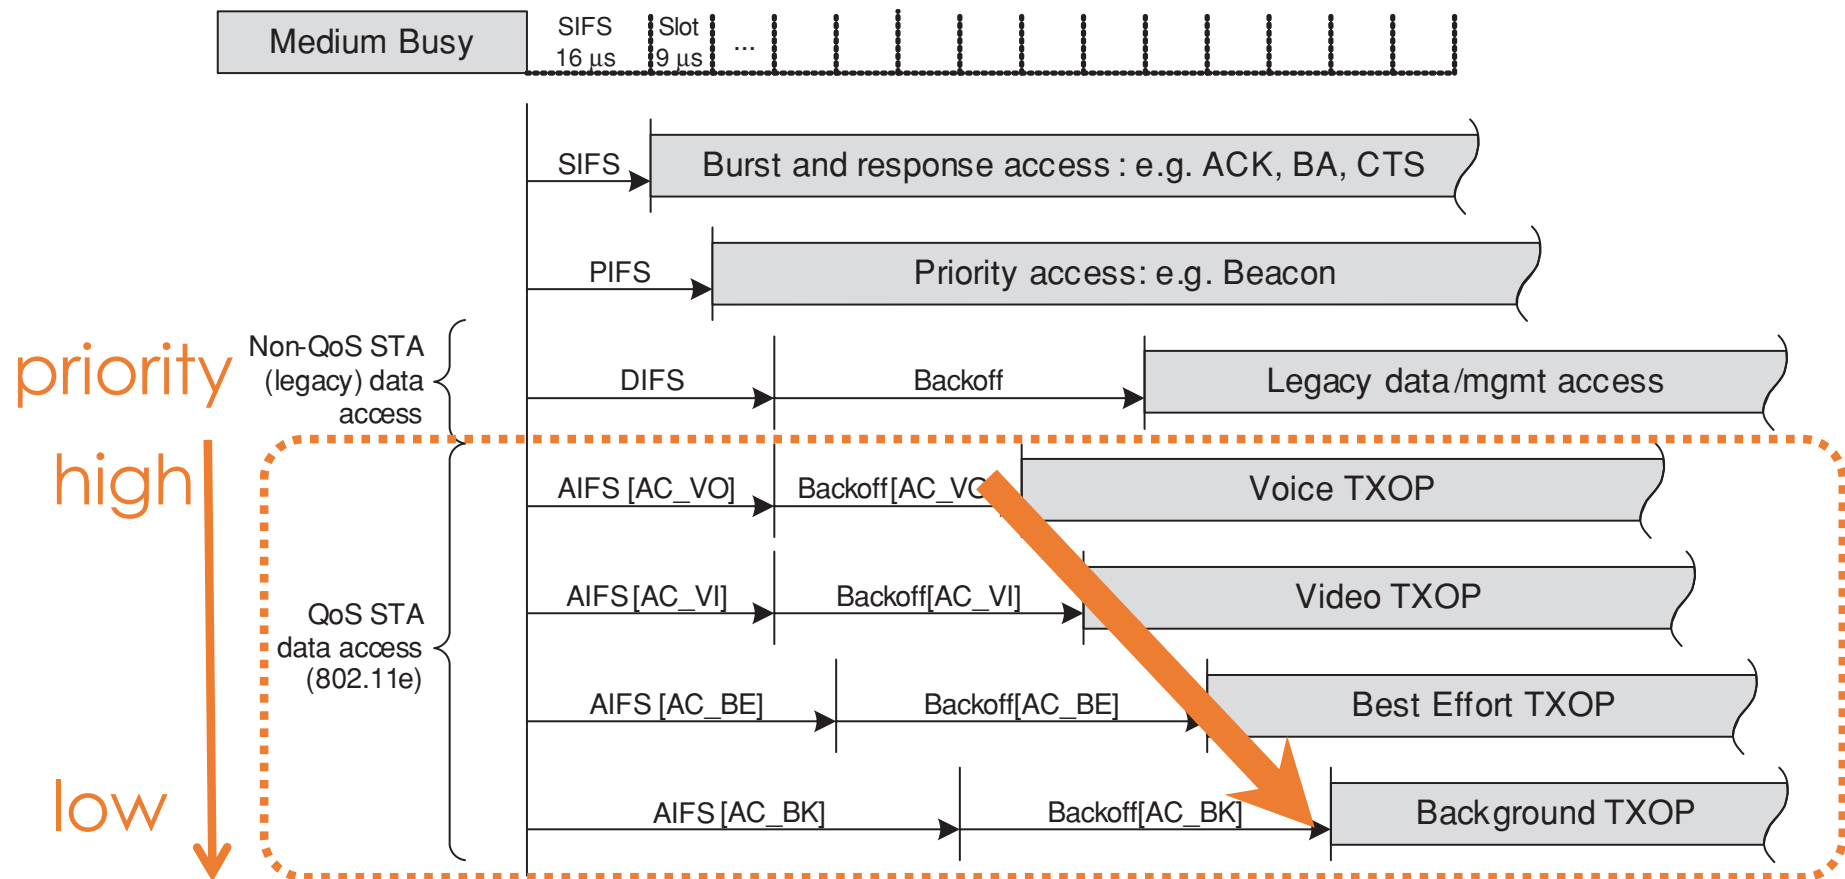 Medium Busy
SIFS
16 μs
Slot
9 μs
...
SIFS
Burst and response access : e.g. ACK, BA, CTS
PIFS
Priority access: e.g. Beacon
priority
high
low
Non-QoS STA
(legacy) data
access
DIFS
Backoff
Legacy data/mgmt access
QoS STA
data access
(802.11e)
AIFS [AC_VO]
Backoff[AC_VO
Voice TXOP
AIFS [AC_VI]
Backoff[AC_VI]
Video TXOP
AIFS [AC_BE]
Backoff[AC_BE]
Best Effort TXOP
AIFS [AC_BK]
Backoff[AC_BK]
Background TXOP